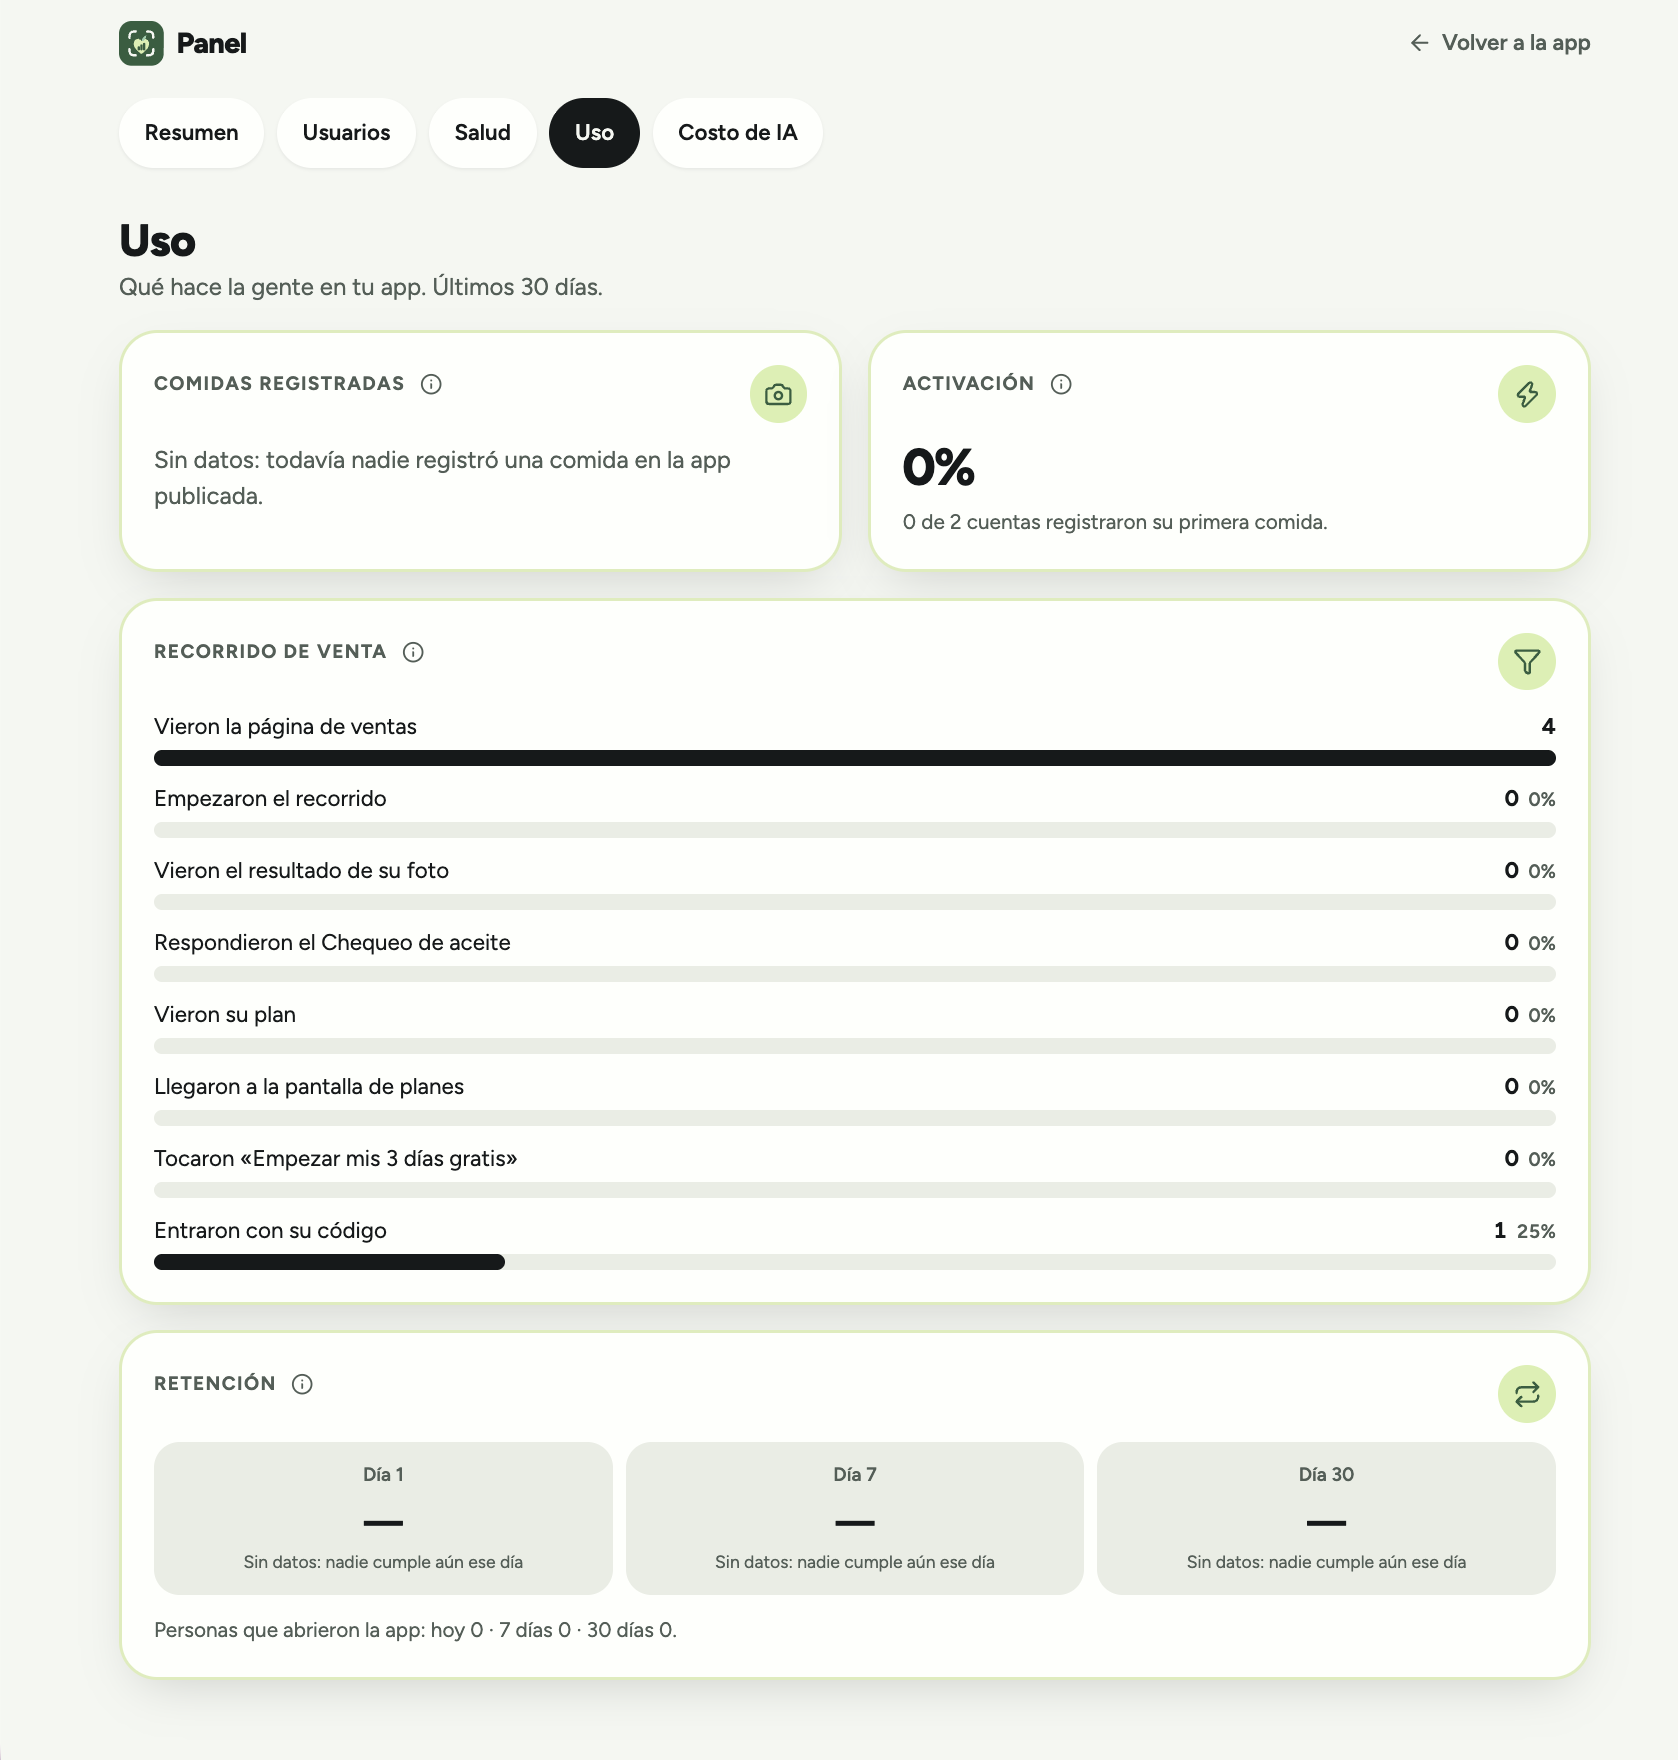 Panel
Volver a la app
Resumen
Usuarios
Salud
Uso
Costo de IA
Uso
Qué hace la gente en tu app. Últimos 30 días.
COMIDAS REGISTRADAS
Sin datos: todavía nadie registró una comida en la app
publicada.
ACTIVACIÓN
0%
0 de 2 cuentas registraron su primera comida.
RECORRIDO DE VENTA
Vieron la página de ventas 4
Empezaron el recorrido 0 0%
Vieron el resultado de su foto 0 0%
Respondieron el Chequeo de aceite 0 0%
Vieron su plan 0 0%
Llegaron a la pantalla de planes 0 0%
Tocaron «Empezar mis 3 días gratis» 0 0%
Entraron con su código 1 25%
RETENCIÓN
Día 1
—
Sin datos: nadie cumple aún ese día
Día 7
—
Sin datos: nadie cumple aún ese día
Día 30
—
Sin datos: nadie cumple aún ese día
Personas que abrieron la app: hoy 0 · 7 días 0 · 30 días 0.